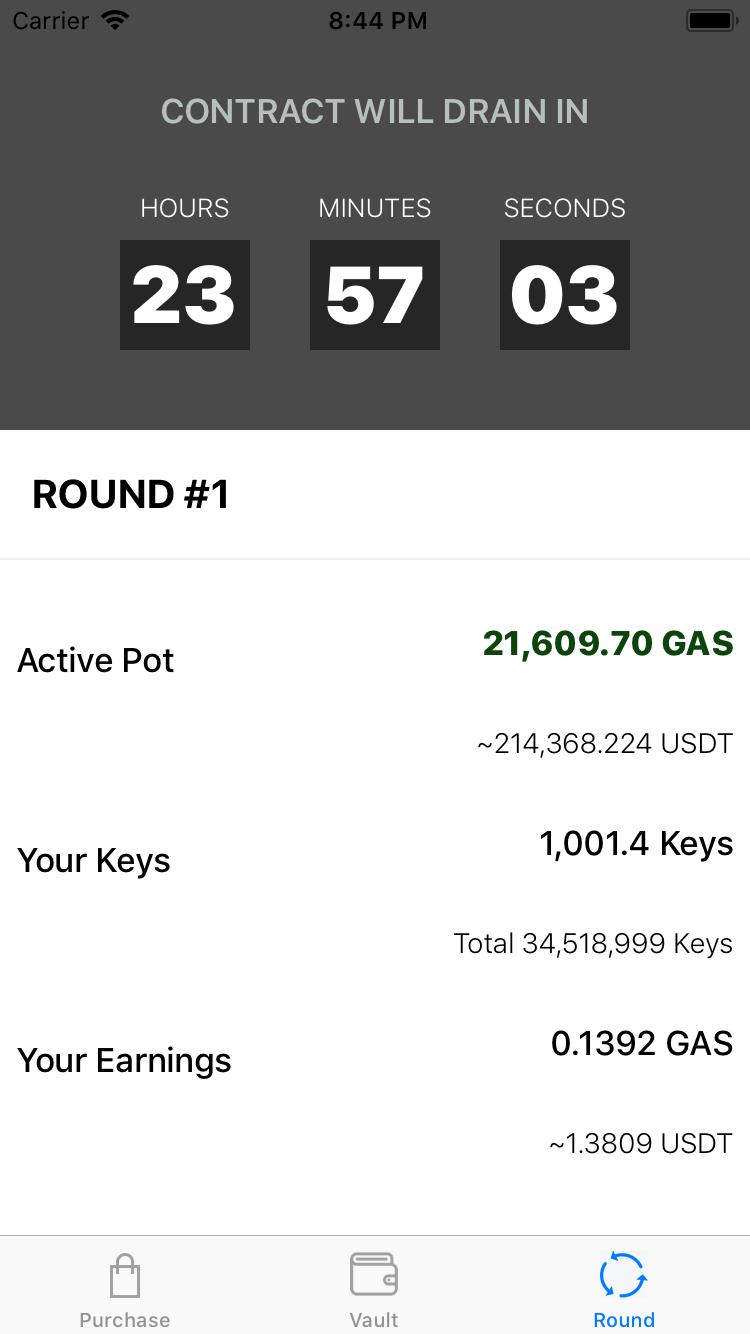 Carrier 8:44 PM
CONTRACT WILL DRAIN IN
HOURS MINUTES SECONDS
23 57 03
ROUND #1
Active Pot 21,609.70 GAS
~214,368.224 USDT
Your Keys 1,001.4 Keys
Total 34,518,999 Keys
Your Earnings 0.1392 GAS
~1.3809 USDT
Purchase Vault Round